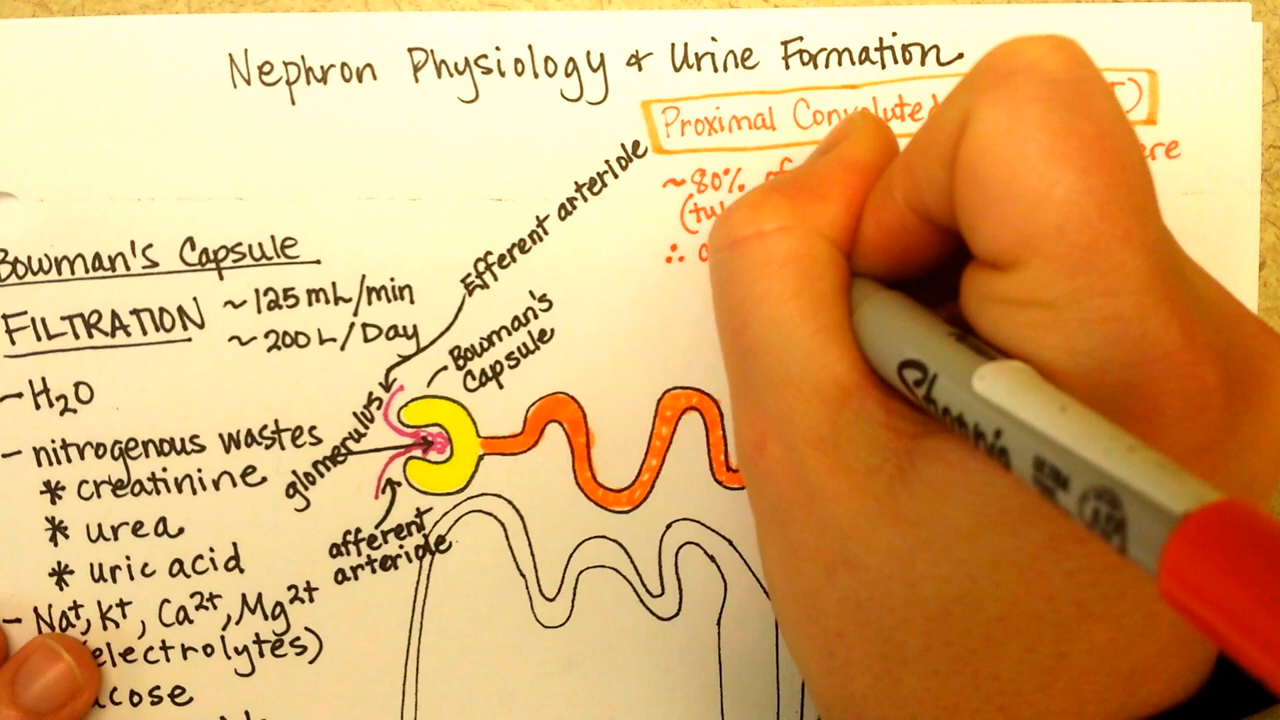 Nephron Physiology & Urine Formation
Proximal Convoluted
~80% of
∴
Efferent arteriole
Bowman's
Capsule
glomerulus
afferent
arteriole
Bowman's Capsule
FILTRATION ~125 mL/min
~200 L/Day
- H₂O
- nitrogenous wastes
* creatinine
* urea
* uric acid
- Na⁺, K⁺, Ca²⁺, Mg²⁺
electrolytes)
Sharpie